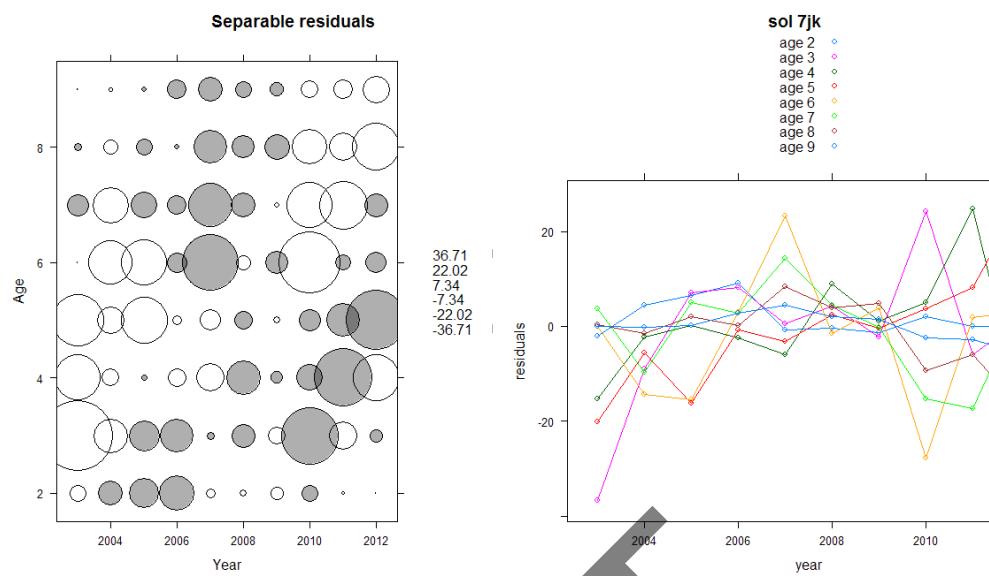 Separable residuals
8
6
4
2
Age
2004 2006 2008 2010 2012
Year
36.71
22.02
7.34
-7.34
-22.02
-36.71
sol 7jk
age 2
age 3
age 4
age 5
age 6
age 7
age 8
age 9
20
0
-20
residuals
2004 2006 2008 2010
year